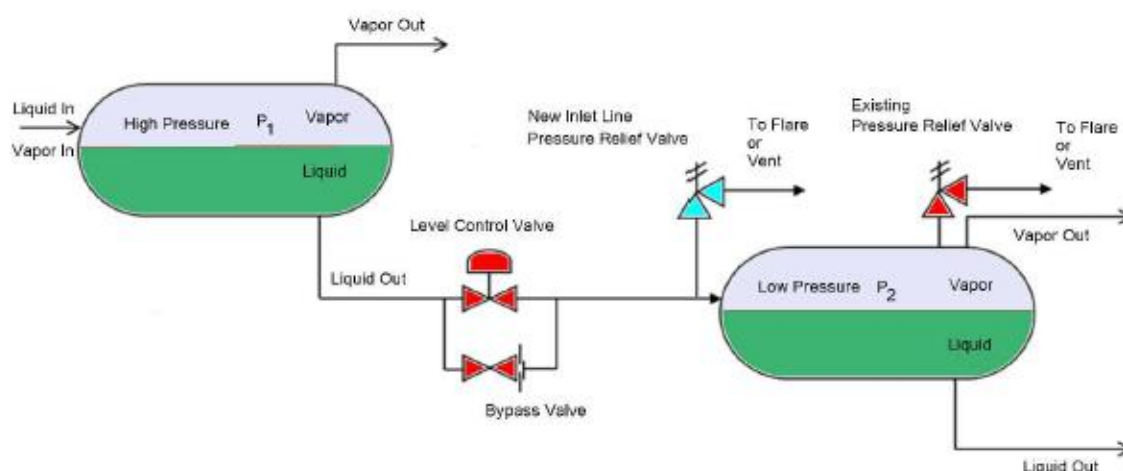 Vapor Out
Liquid In
Vapor In
High Pressure P1 Vapor
Liquid
Level Control Valve
Liquid Out
Bypass Valve
New Inlet Line
Pressure Relief Valve
To Flare
or
Vent
Existing
Pressure Relief Valve
To Flare
or
Vent
Vapor Out
Low Pressure P2 Vapor
Liquid
Liquid Out